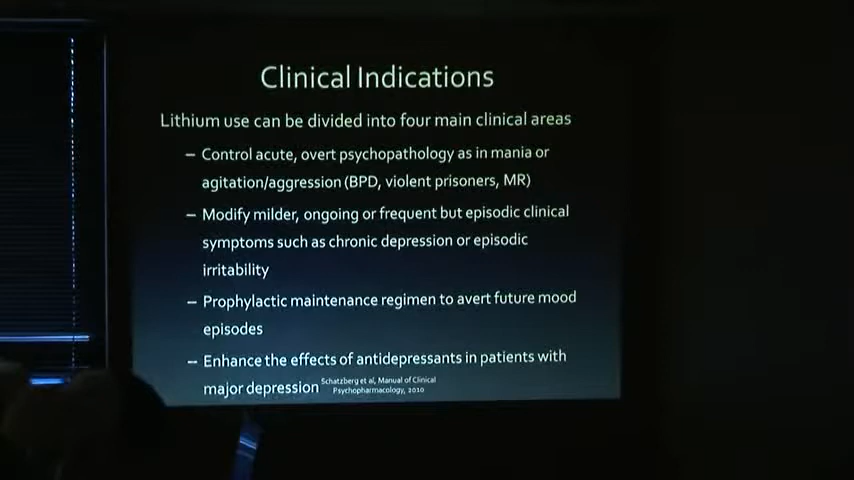 Clinical Indications
Lithium use can be divided into four main clinical areas
– Control acute, overt psychopathology as in mania or
agitation/aggression (BPD, violent prisoners, MR)
– Modify milder, ongoing or frequent but episodic clinical
symptoms such as chronic depression or episodic
irritability
– Prophylactic maintenance regimen to avert future mood
episodes
– Enhance the effects of antidepressants in patients with
major depression Schatzberg et al, Manual of Clinical
Psychopharmacology, 2010